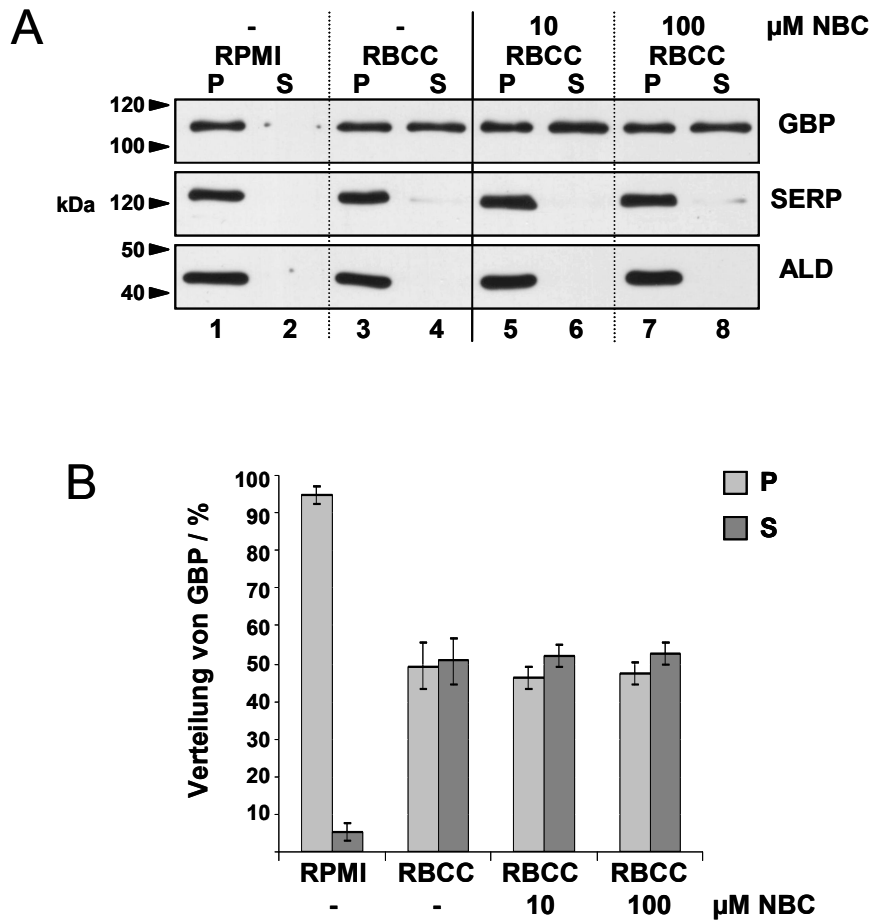 A
- - 10 100 µM NBC
RPMI RBCC RBCC RBCC
P S P S P S P S
120
100
GBP
kDa 120
SERP
50
40
ALD
1 2 3 4 5 6 7 8
B
P
S
Verteilung von GBP / %
100
90
80
70
60
50
40
30
20
10
RPMI RBCC RBCC RBCC
- - 10 100 µM NBC